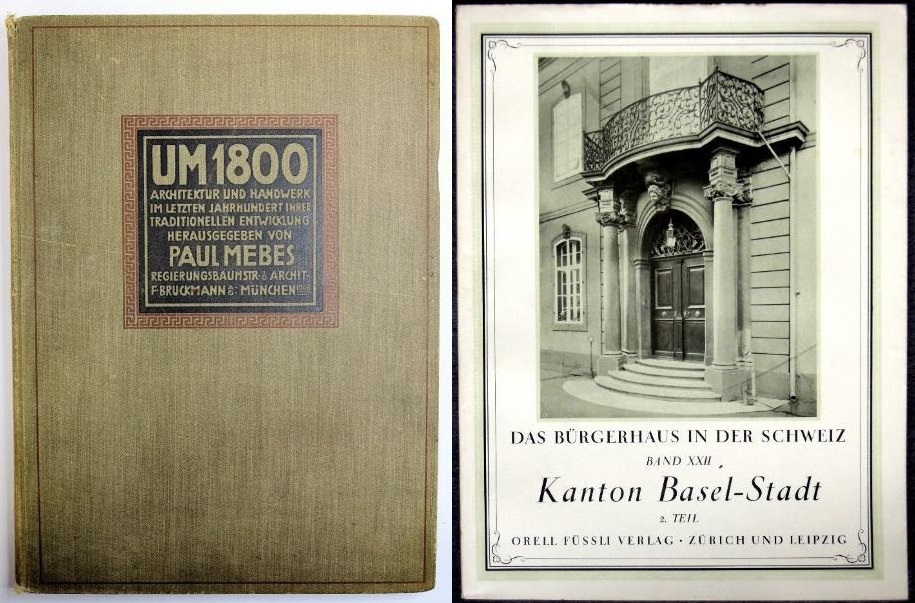 UM 1800
ARCHITEKTUR UND HANDWERK
IM LETZTEN JAHRHUNDERT IHRER
TRADITIONELLEN ENTWICKLUNG
HERAUSGEGEBEN VON
PAUL MEBES
REGIERUNGSBAUMSTR· & ARCHIT·
F·BRUCKMANN A:G: MÜNCHEN 1908
DAS BÜRGERHAUS IN DER SCHWEIZ
BAND XXII
Kanton Basel-Stadt
2. TEIL
ORELL FÜSSLI VERLAG · ZÜRICH UND LEIPZIG